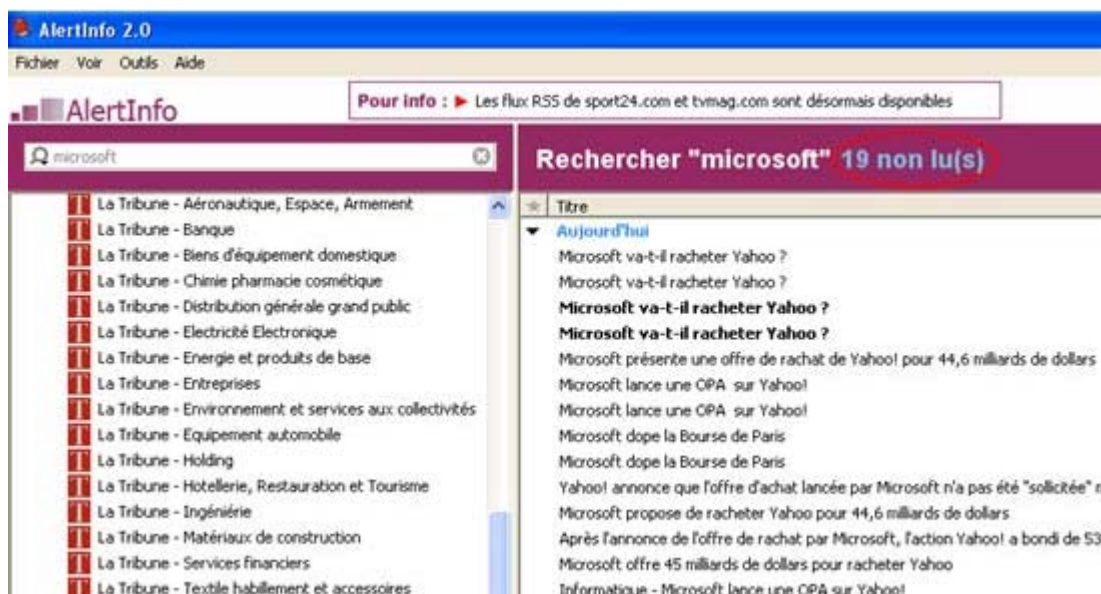 AlertInfo 2.0
Fichier Voir Outils Aide
AlertInfo
Pour info : ► Les flux RSS de sport24.com et tvmag.com sont désormais disponibles
microsoft
Rechercher "microsoft" 19 non lu(s)
La Tribune - Aéronautique, Espace, Armement
La Tribune - Banque
La Tribune - Biens d'équipement domestique
La Tribune - Chimie pharmacie cosmétique
La Tribune - Distribution générale grand public
La Tribune - Electricité Electronique
La Tribune - Energie et produits de base
La Tribune - Entreprises
La Tribune - Environnement et services aux collectivités
La Tribune - Equipement automobile
La Tribune - Holding
La Tribune - Hotellerie, Restauration et Tourisme
La Tribune - Ingéniérie
La Tribune - Matériaux de construction
La Tribune - Services financiers
La Tribune - Textile habillement et accessoires
Titre
Aujourd'hui
Microsoft va-t-il racheter Yahoo ?
Microsoft va-t-il racheter Yahoo ?
Microsoft va-t-il racheter Yahoo ?
Microsoft va-t-il racheter Yahoo ?
Microsoft présente une offre de rachat de Yahoo! pour 44,6 milliards de dollars
Microsoft lance une OPA sur Yahoo!
Microsoft lance une OPA sur Yahoo!
Microsoft dope la Bourse de Paris
Microsoft dope la Bourse de Paris
Yahoo! annonce que l'offre d'achat lancée par Microsoft n'a pas été "sollicitée"
Microsoft propose de racheter Yahoo pour 44,6 milliards de dollars
Après l'annonce de l'offre de rachat par Microsoft, l'action Yahoo! a bondi de 53
Microsoft offre 45 milliards de dollars pour racheter Yahoo
Informatique - Microsoft lance une OPA sur Yahoo!